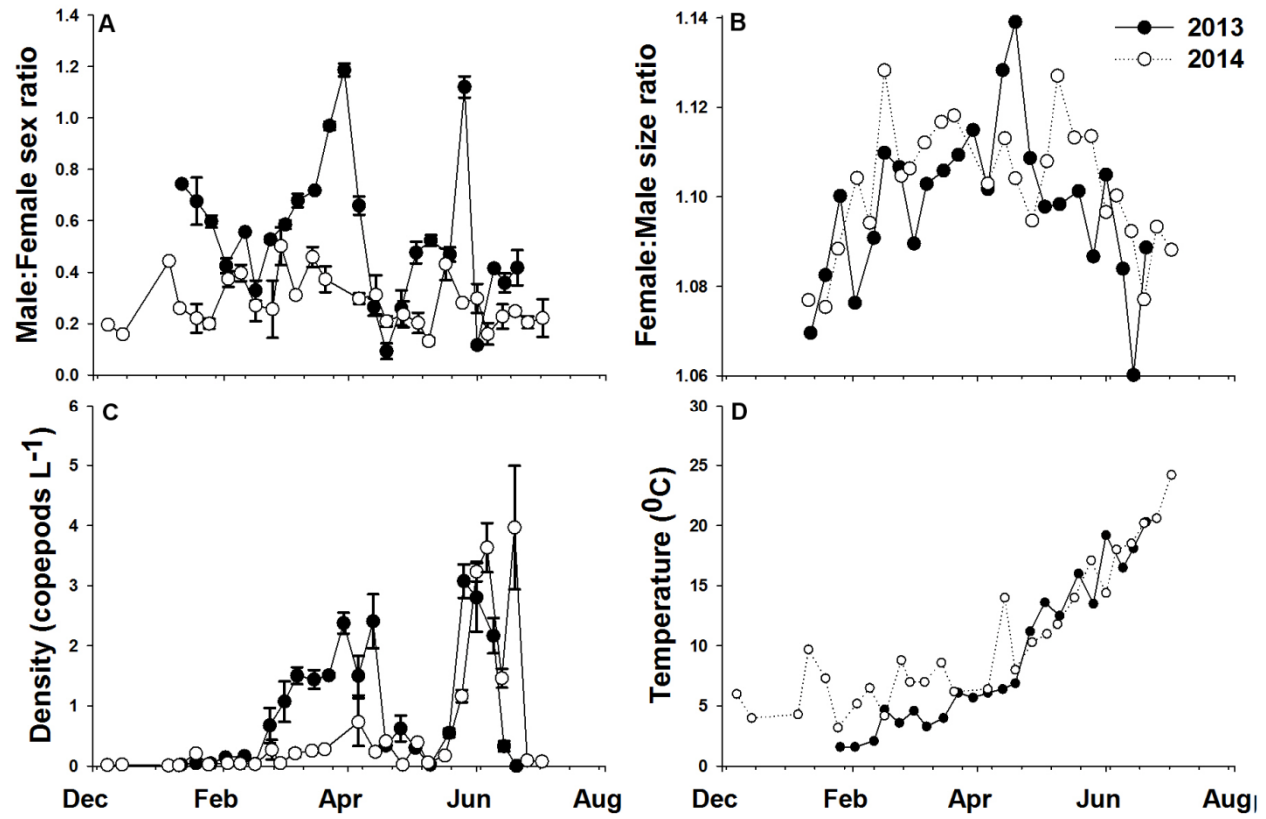 A
Male:Female sex ratio
1.4
1.2
1.0
0.8
0.6
0.4
0.2
0.0
B
Female:Male size ratio
1.14
1.12
1.10
1.08
1.06
2013
2014
C
Density (copepods L-1)
6
5
4
3
2
1
0
Dec Feb Apr Jun Aug
D
Temperature (0C)
30
25
20
15
10
5
0
Dec Feb Apr Jun Aug